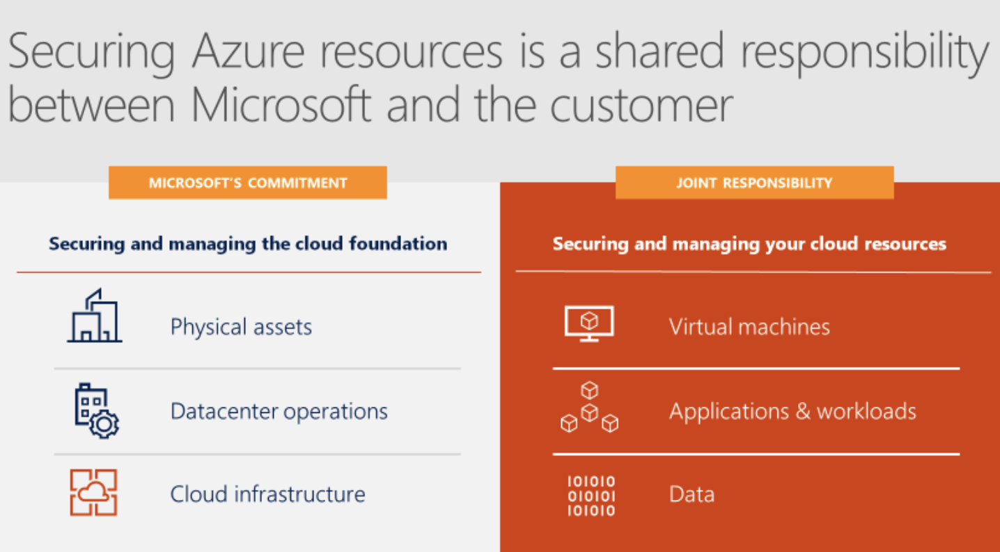 Securing Azure resources is a shared responsibility
between Microsoft and the customer
MICROSOFT'S COMMITMENT
Securing and managing the cloud foundation
Physical assets
Datacenter operations
Cloud infrastructure
JOINT RESPONSIBILITY
Securing and managing your cloud resources
Virtual machines
Applications & workloads
101010
010101
101010
Data